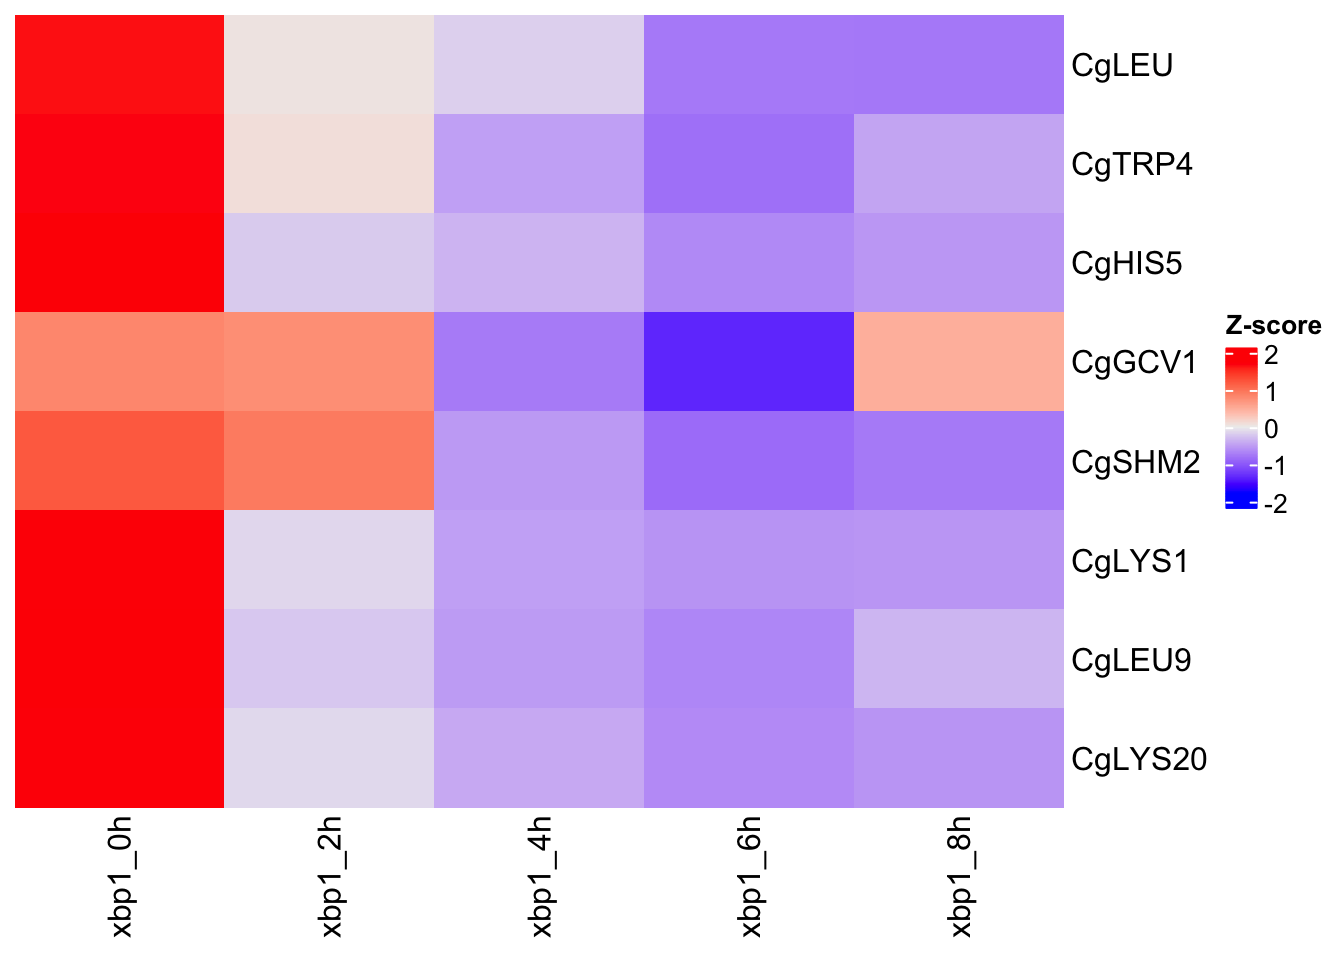 CgLEU
CgTRP4
CgHIS5
CgGCV1
CgSHM2
CgLYS1
CgLEU9
CgLYS20
xbp1_0h
xbp1_2h
xbp1_4h
xbp1_6h
xbp1_8h
Z-score
2
1
0
-1
-2